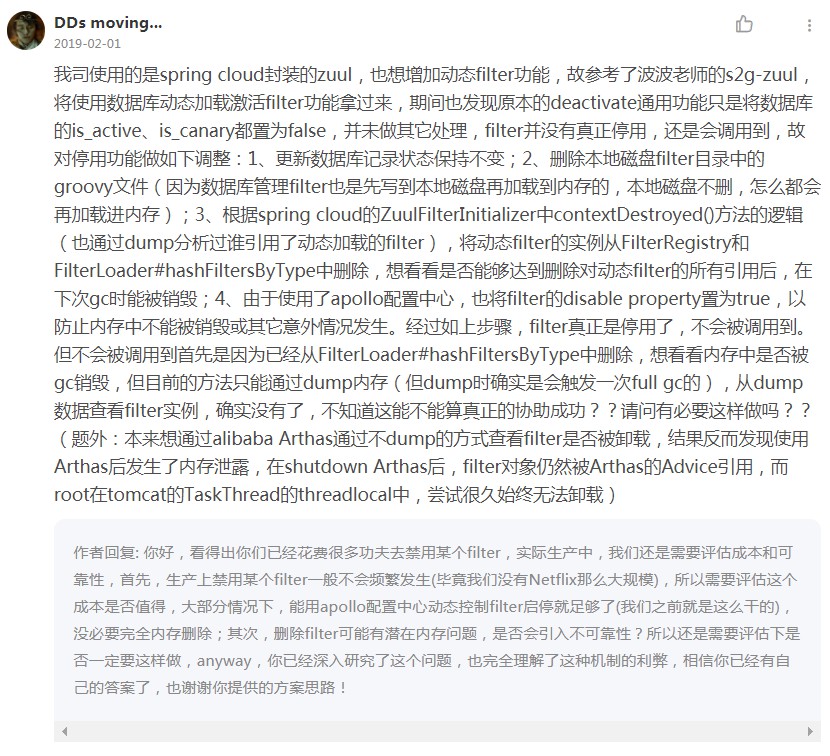 DDs moving...
2019-02-01
我司使用的是spring cloud封装的zuul，也想增加动态filter功能，故参考了波波老师的s2g-zuul，
将使用数据库动态加载激活filter功能拿过来，期间也发现原本的deactivate通用功能只是将数据库
的is_active、is_canary都置为false，并未做其它处理，filter并没有真正停用，还是会调用到，故
对停用功能做如下调整：1、更新数据库记录状态保持不变；2、删除本地磁盘filter目录中的
groovy文件（因为数据库管理filter也是先写到本地磁盘再加载到内存的，本地磁盘不删，怎么都会
再加载进内存）；3、根据spring cloud的ZuulFilterInitializer中contextDestroyed()方法的逻辑
（也通过dump分析过谁引用了动态加载的filter），将动态filter的实例从FilterRegistry和
FilterLoader#hashFiltersByType中删除，想看看是否能够达到删除对动态filter的所有引用后，在
下次gc时能被销毁；4、由于使用了apollo配置中心，也将filter的disable property置为true，以
防止内存中不能被销毁或其它意外情况发生。经过如上步骤，filter真正是停用了，不会被调用到。
但不会被调用到首先是因为已经从FilterLoader#hashFiltersByType中删除，想看看内存中是否被
gc销毁，但目前的方法只能通过dump内存（但dump时确实是会触发一次full gc的），从dump
数据查看filter实例，确实没有了，不知道这能不能算真正的协助成功？？请问有必要这样做吗？？
（题外：本来想通过alibaba Arthas通过不dump的方式查看filter是否被卸载，结果反而发现使用
Arthas后发生了内存泄露，在shutdown Arthas后，filter对象仍然被Arthas的Advice引用，而
root在tomcat的TaskThread的threadlocal中，尝试很久始终无法卸载）
作者回复: 你好，看得出你们已经花费很多功夫去禁用某个filter，实际生产中，我们还是需要评估成本和可
靠性，首先，生产上禁用某个filter一般不会频繁发生(毕竟我们没有Netflix那么大规模)，所以需要评估这个
成本是否值得，大部分情况下，能用apollo配置中心动态控制filter启停就足够了(我们之前就是这么干的)，
没必要完全内存删除；其次，删除filter可能有潜在内存问题，是否会引入不可靠性？所以还是需要评估下是
否一定要这样做，anyway，你已经深入研究了这个问题，也完全理解了这种机制的利弊，相信你已经有自
己的答案了，也谢谢你提供的方案思路！